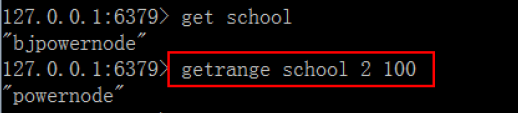 127.0.0.1:6379> get school
"bjpowernode"
127.0.0.1:6379> getrange school 2 100
"powernode"